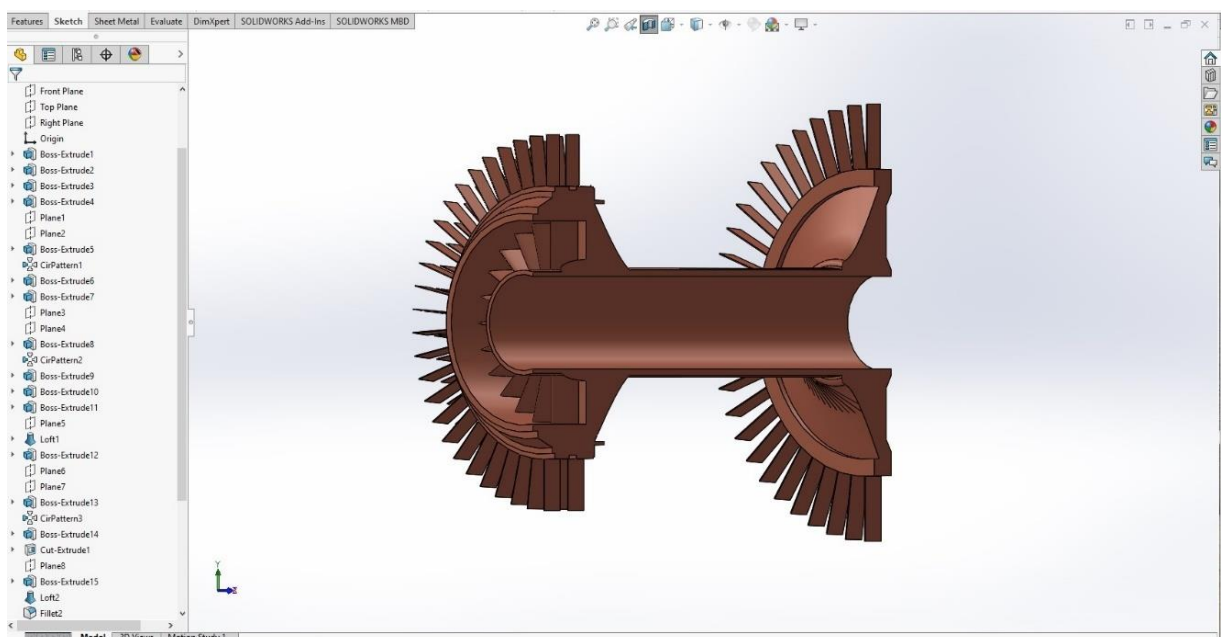 Features Sketch Sheet Metal Evaluate DimXpert SOLIDWORKS Add-Ins SOLIDWORKS MBD
Front Plane
Top Plane
Right Plane
Origin
Boss-Extrude1
Boss-Extrude2
Boss-Extrude3
Boss-Extrude4
Plane1
Plane2
Boss-Extrude5
CirPattern1
Boss-Extrude6
Boss-Extrude7
Plane3
Plane4
Boss-Extrude8
CirPattern2
Boss-Extrude9
Boss-Extrude10
Boss-Extrude11
Plane5
Loft1
Boss-Extrude12
Plane6
Plane7
Boss-Extrude13
CirPattern3
Boss-Extrude14
Cut-Extrude1
Plane8
Boss-Extrude15
Loft2
Fillet2
Y
Z
Model 3D Views Motion Study 1